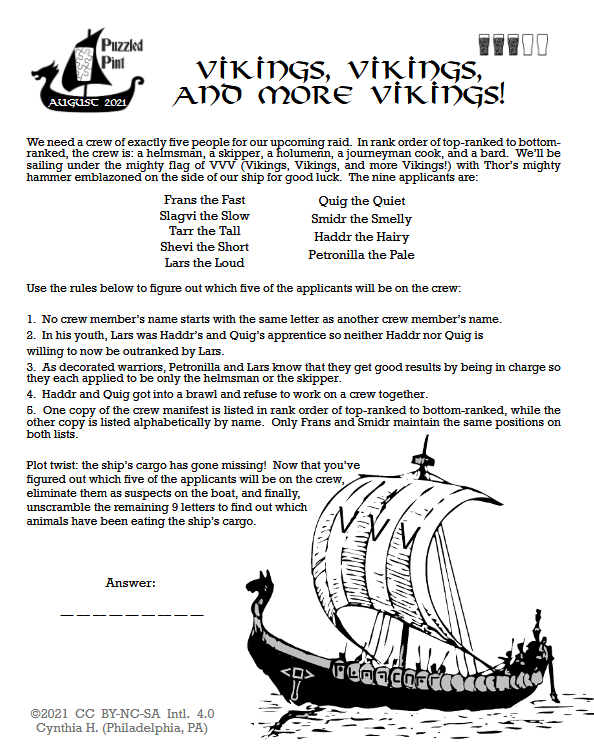 Puzzled
Pint
AUGUST 2021
VIKINGS, VIKINGS,
AND MORE VIKINGS!
We need a crew of exactly five people for our upcoming raid. In rank order of top-ranked to bottom-
ranked, the crew is: a helmsman, a skipper, a holumenn, a journeyman cook, and a bard. We'll be
sailing under the mighty flag of VVV (Vikings, Vikings, and more Vikings!) with Thor's mighty
hammer emblazoned on the side of our ship for good luck. The nine applicants are:
Frans the Fast
Slagvi the Slow
Tarr the Tall
Shevi the Short
Lars the Loud
Quig the Quiet
Smidr the Smelly
Haddr the Hairy
Petronilla the Pale
Use the rules below to figure out which five of the applicants will be on the crew:
1. No crew member's name starts with the same letter as another crew member's name.
2. In his youth, Lars was Haddr's and Quig's apprentice so neither Haddr nor Quig is
willing to now be outranked by Lars.
3. As decorated warriors, Petronilla and Lars know that they get good results by being in charge so
they each applied to be only the helmsman or the skipper.
4. Haddr and Quig got into a brawl and refuse to work on a crew together.
5. One copy of the crew manifest is listed in rank order of top-ranked to bottom-ranked, while the
other copy is listed alphabetically by name. Only Frans and Smidr maintain the same positions on
both lists.
Plot twist: the ship's cargo has gone missing! Now that you've
figured out which five of the applicants will be on the crew,
eliminate them as suspects on the boat, and finally,
unscramble the remaining 9 letters to find out which
animals have been eating the ship's cargo.
V V V
Answer:
_ _ _ _ _ _ _ _ _
©2021 CC BY-NC-SA Intl. 4.0
Cynthia H. (Philadelphia, PA)